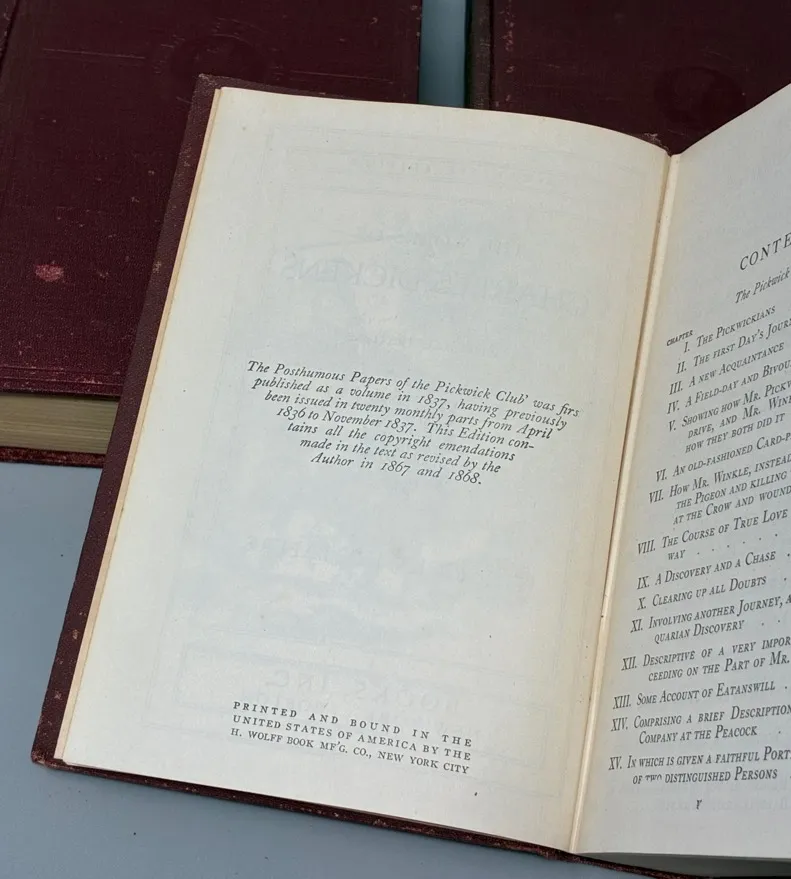 The Posthumous Papers of the Pickwick Club' was firs
published as a volume in 1837, having previously
been issued in twenty monthly parts from April
1836 to November 1837. This Edition con-
tains all the copyright emendations
made in the text as revised by the
Author in 1867 and 1868.
PRINTED AND BOUND IN THE
UNITED STATES OF AMERICA BY THE
H. WOLFF BOOK MF'G. CO., NEW YORK CITY
CONTE
The Pickwick
CHAPTER
I. THE PICKWICKIANS
II. THE FIRST DAY'S JOUR
III. A NEW ACQUAINTANCE
IV. A FIELD-DAY AND BIVOU
V. SHOWING HOW MR. PICKW
DRIVE, AND MR. WINK
HOW THEY BOTH DID IT
VI. AN OLD-FASHIONED CARD-P
VII. HOW MR. WINKLE, INSTEAD
THE PIGEON AND KILLING
AT THE CROW AND WOUND
VIII. THE COURSE OF TRUE LOVE
WAY . . . . .
IX. A DISCOVERY AND A CHASE .
X. CLEARING UP ALL DOUBTS .
XI. INVOLVING ANOTHER JOURNEY, A
QUARIAN DISCOVERY . .
XII. DESCRIPTIVE OF A VERY IMPOR
CEEDING ON THE PART OF MR.
XIII. SOME ACCOUNT OF EATANSWILL .
XIV. COMPRISING A BRIEF DESCRIPTION
COMPANY AT THE PEACOCK .
XV. IN WHICH IS GIVEN A FAITHFUL PORT
OF TWO DISTINGUISHED PERSONS .